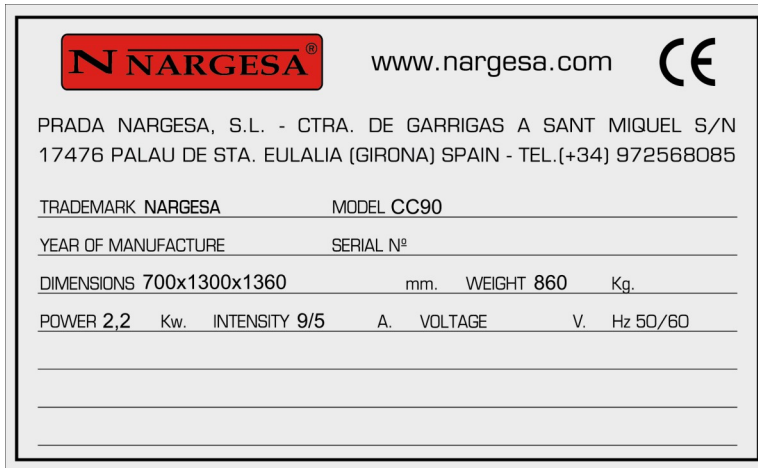 N NARGESA® www.nargesa.com CE
PRADA NARGESA, S.L. - CTRA. DE GARRIGAS A SANT MIQUEL S/N
17476 PALAU DE STA. EULALIA (GIRONA) SPAIN - TEL.(+34) 972568085
TRADEMARK NARGESA MODEL CC90
YEAR OF MANUFACTURE SERIAL Nº
DIMENSIONS 700x1300x1360 mm. WEIGHT 860 Kg.
POWER 2,2 Kw. INTENSITY 9/5 A. VOLTAGE V. Hz 50/60